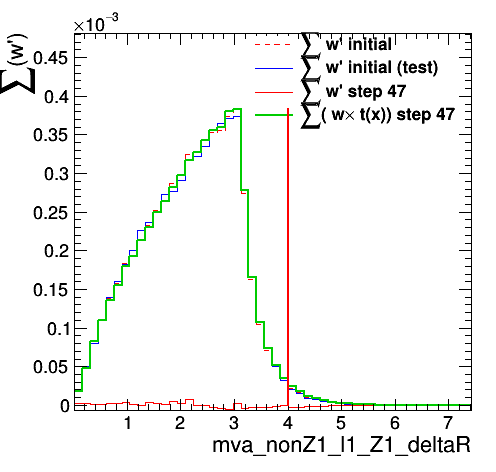 ×10⁻³
∑(w')
∑ w' initial
∑ w' initial (test)
∑ w' step 47
∑( w× t(x)) step 47
0.45
0.4
0.35
0.3
0.25
0.2
0.15
0.1
0.05
0
1 2 3 4 5 6 7
mva_nonZ1_l1_Z1_deltaR